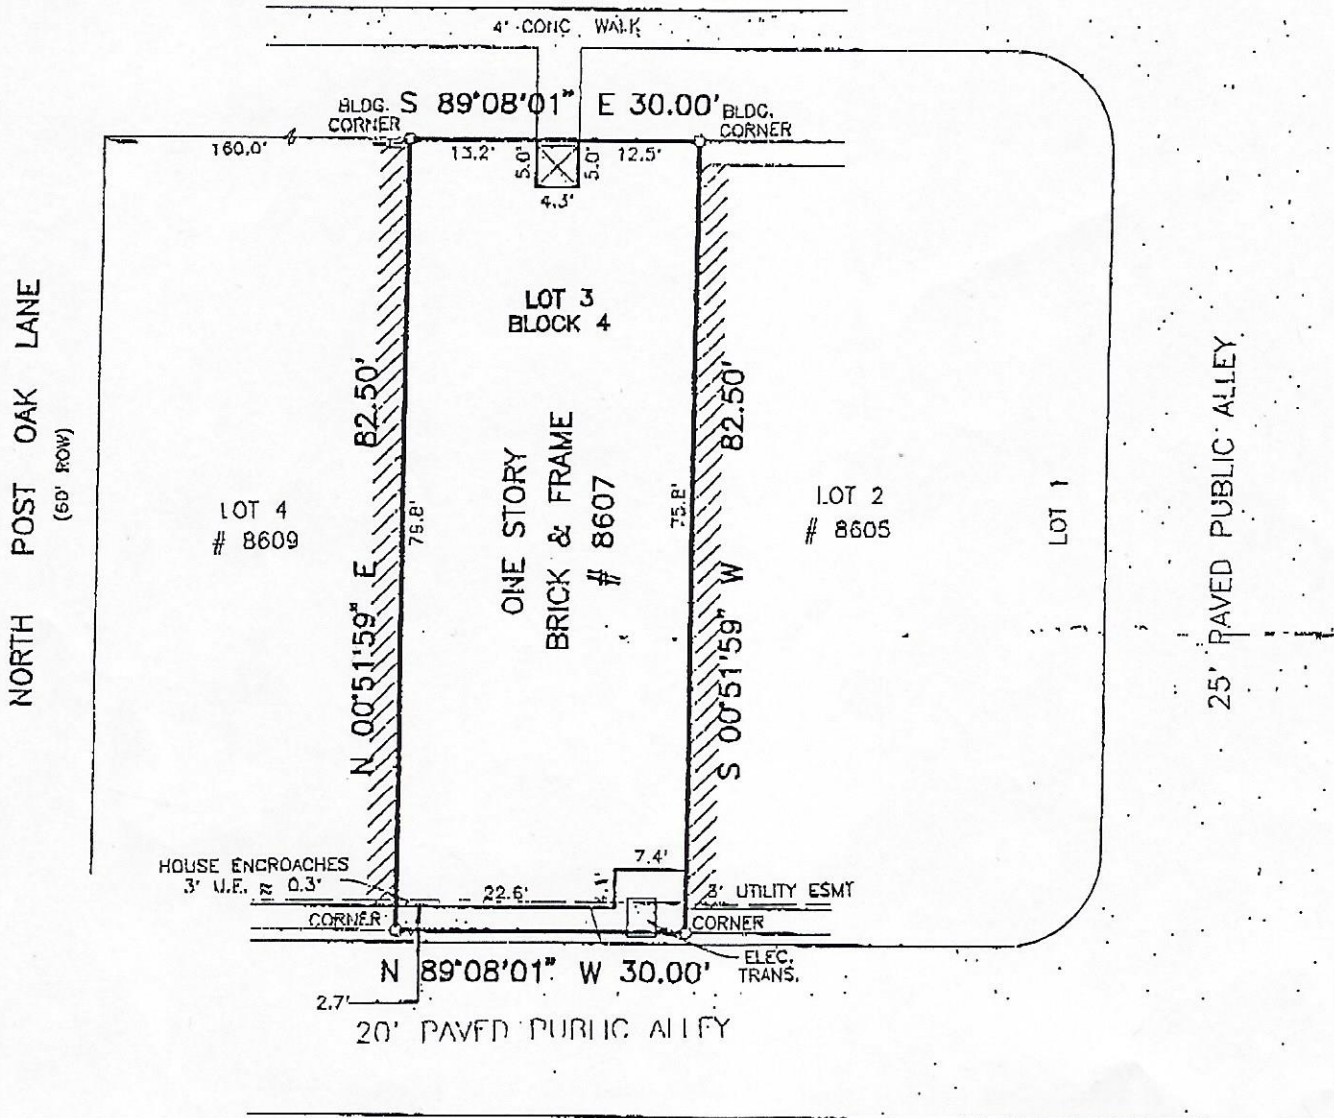 4' CONC WALK
BLDG. CORNER
S 89°08'01" E 30.00'
BLDG. CORNER
160.0'
13.2'
5.0'
5.0'
12.5'
4.3'
LOT 3
BLOCK 4
NORTH POST OAK LANE
(60' ROW)
N 00°51'59" E 82.50'
ONE STORY
BRICK & FRAME
# 8607
75.8'
S 00°51'59" W 82.50'
LOT 4
# 8609
LOT 2
# 8605
LOT 1
25' PAVED PUBLIC ALLEY
HOUSE ENCROACHES
3' U.E. ≈ 0.3'
7.4'
22.6'
3' UTILITY ESMT
CORNER
CORNER
ELEC.
TRANS.
N 89°08'01" W 30.00'
2.7'
20' PAVED PUBLIC ALLEY